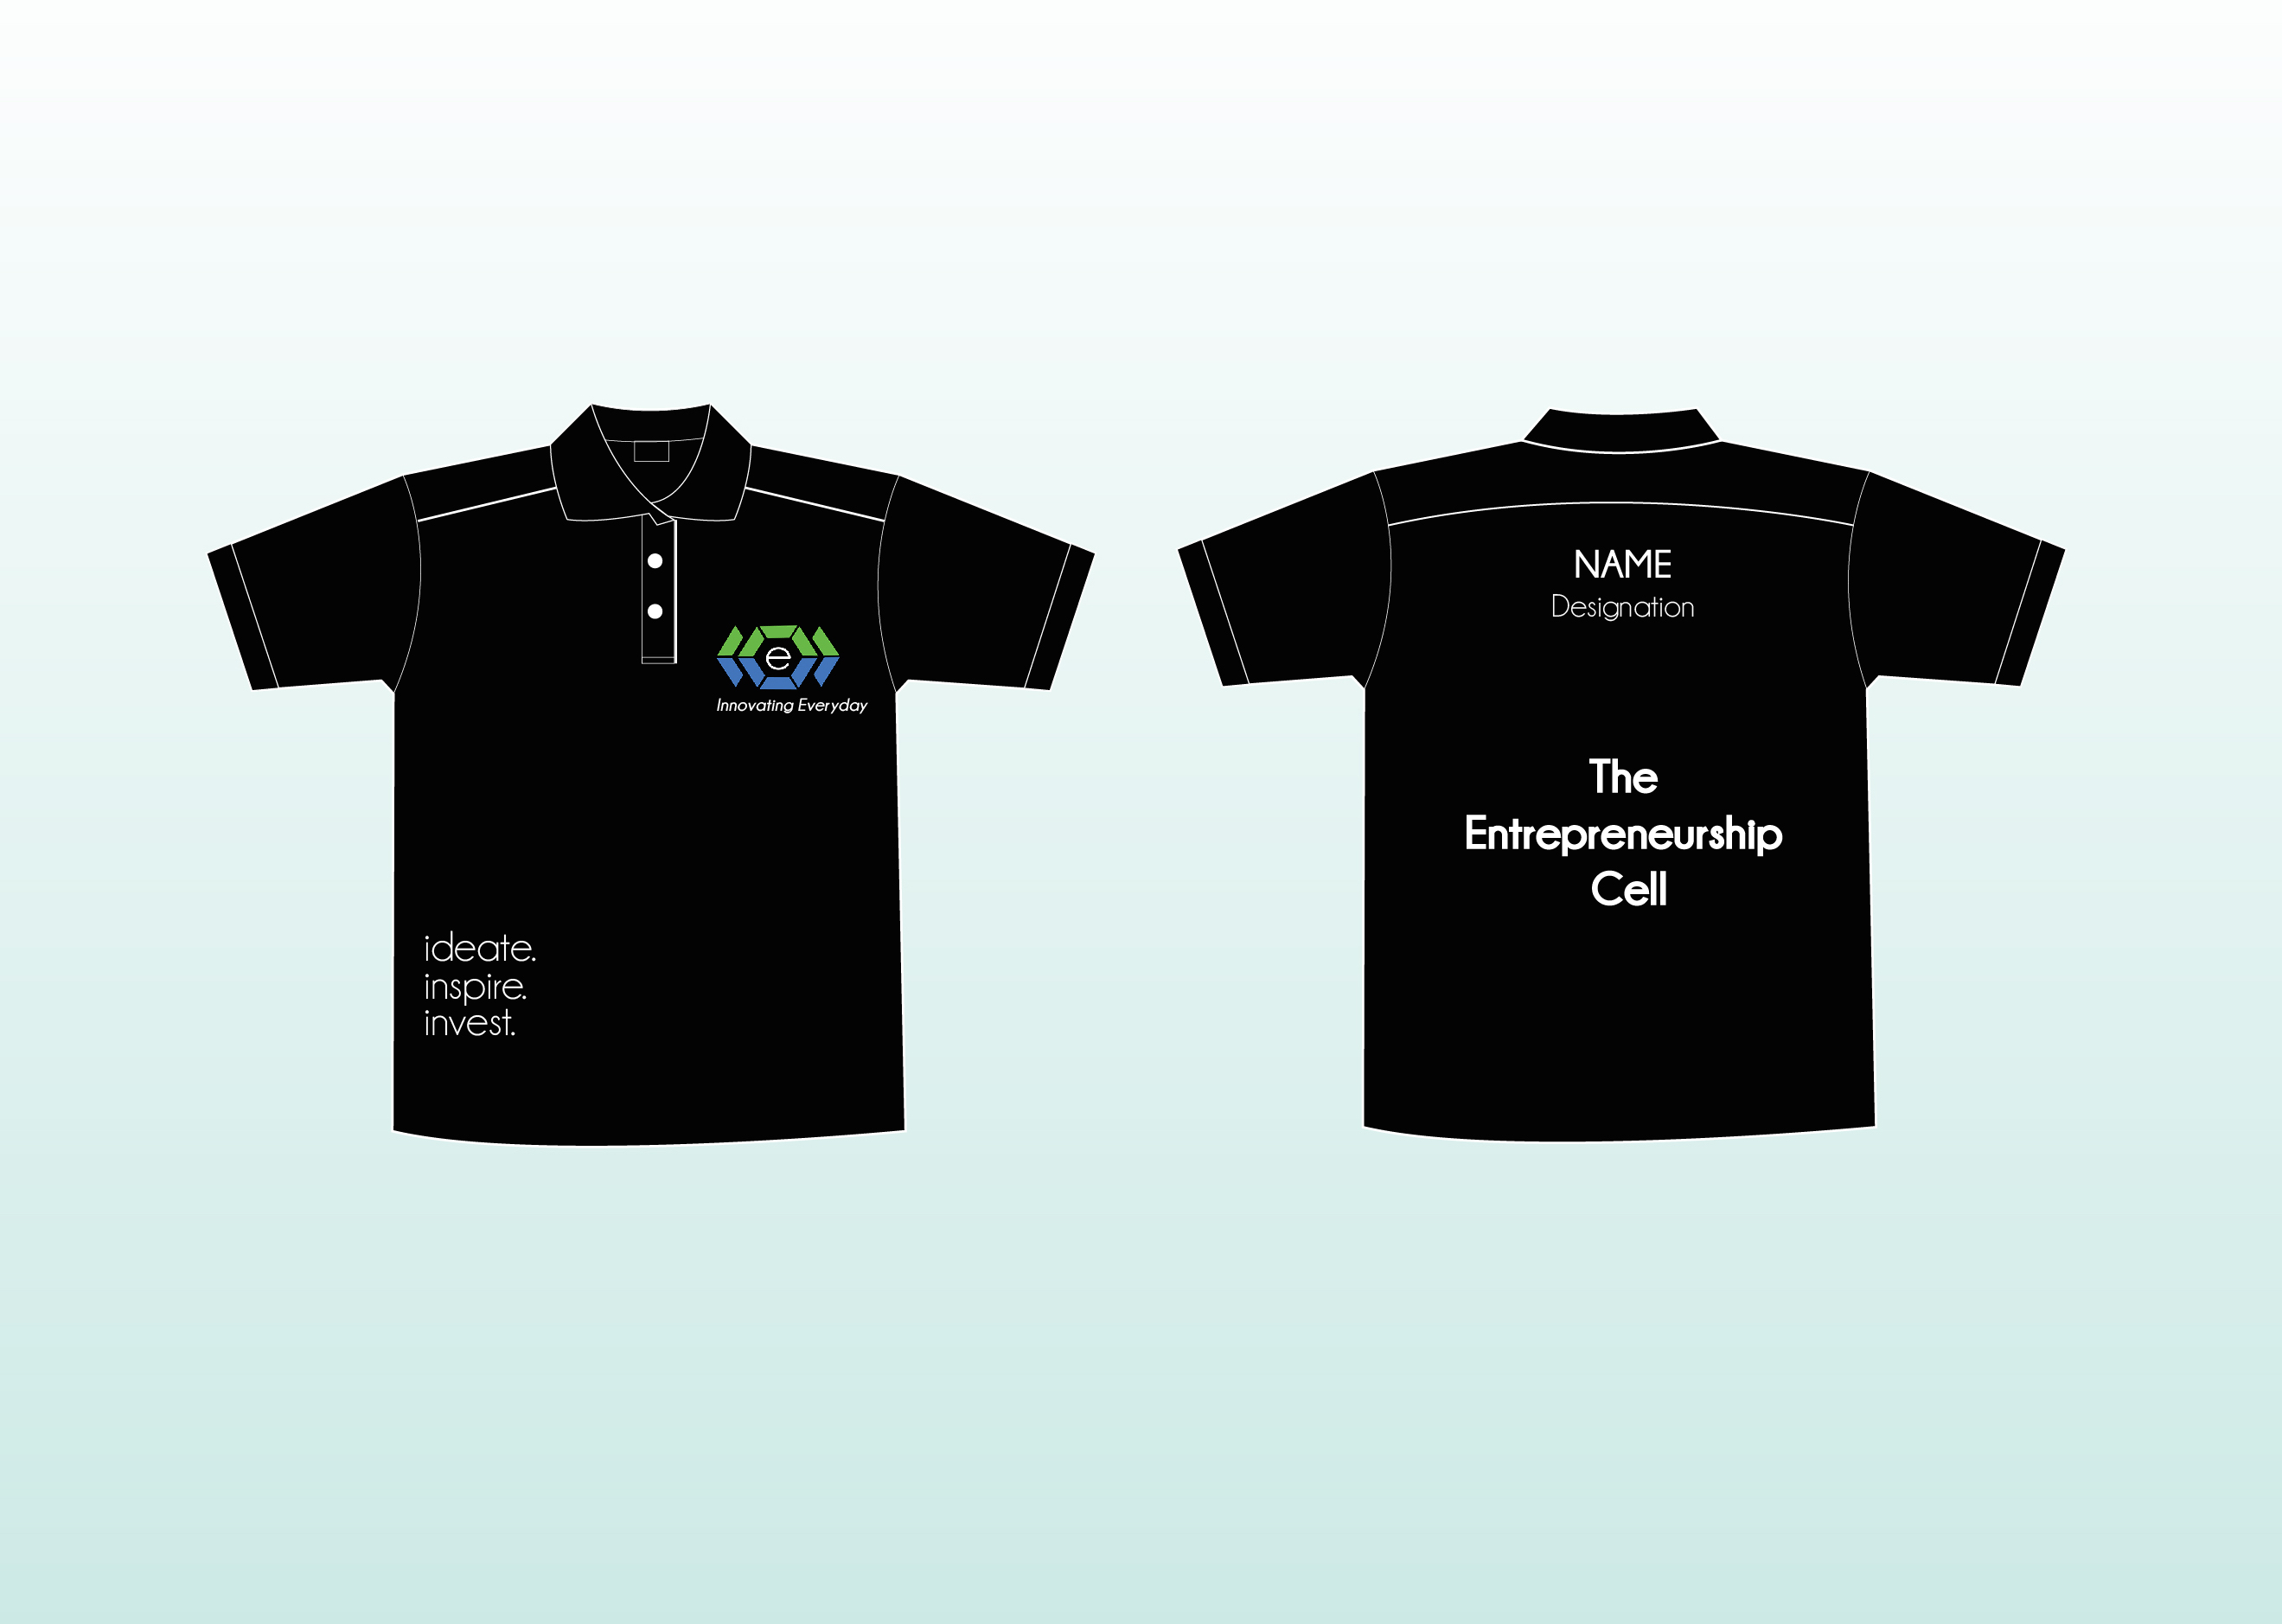 e
Innovating Everyday
ideate.
inspire.
invest.
NAME
Designation
The
Entrepreneurship
Cell